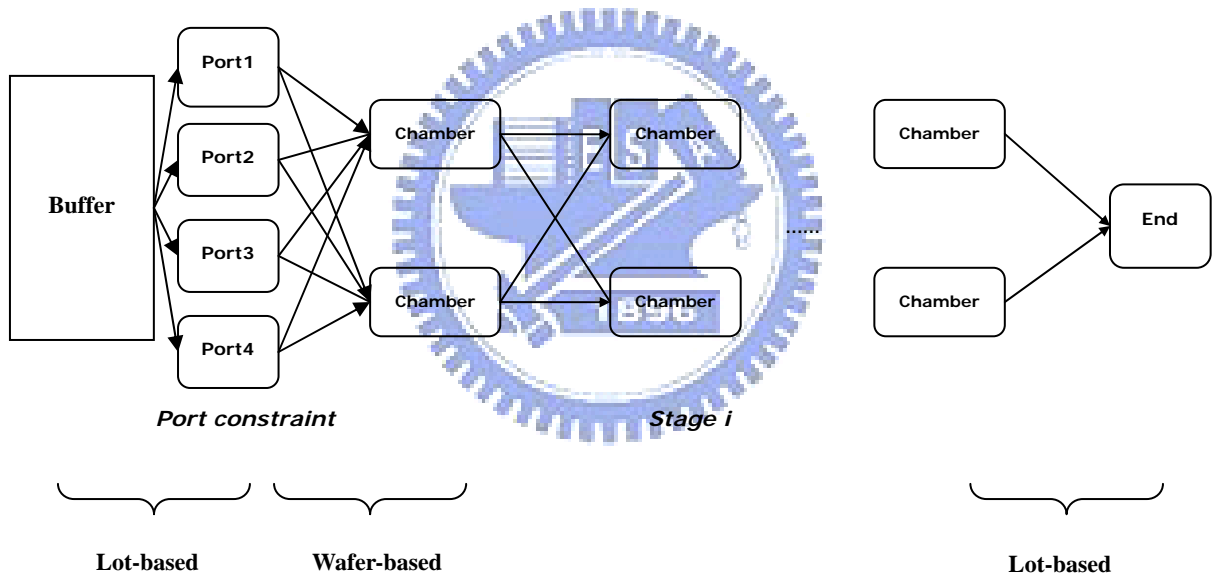 Buffer
Port1
Port2
Port3
Port4
Chamber
Chamber
Chamber
Chamber
......
Chamber
Chamber
End
Port constraint
Stage i
Lot-based
Wafer-based
Lot-based